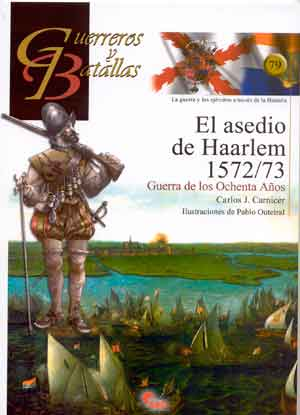 Guerreros y
Batallas
79
La guerra y los ejércitos a través de la Historia
El asedio
de Haarlem
1572/73
Guerra de los Ochenta Años
Carlos J. Carnicer
Ilustraciones de Pablo Outeiral